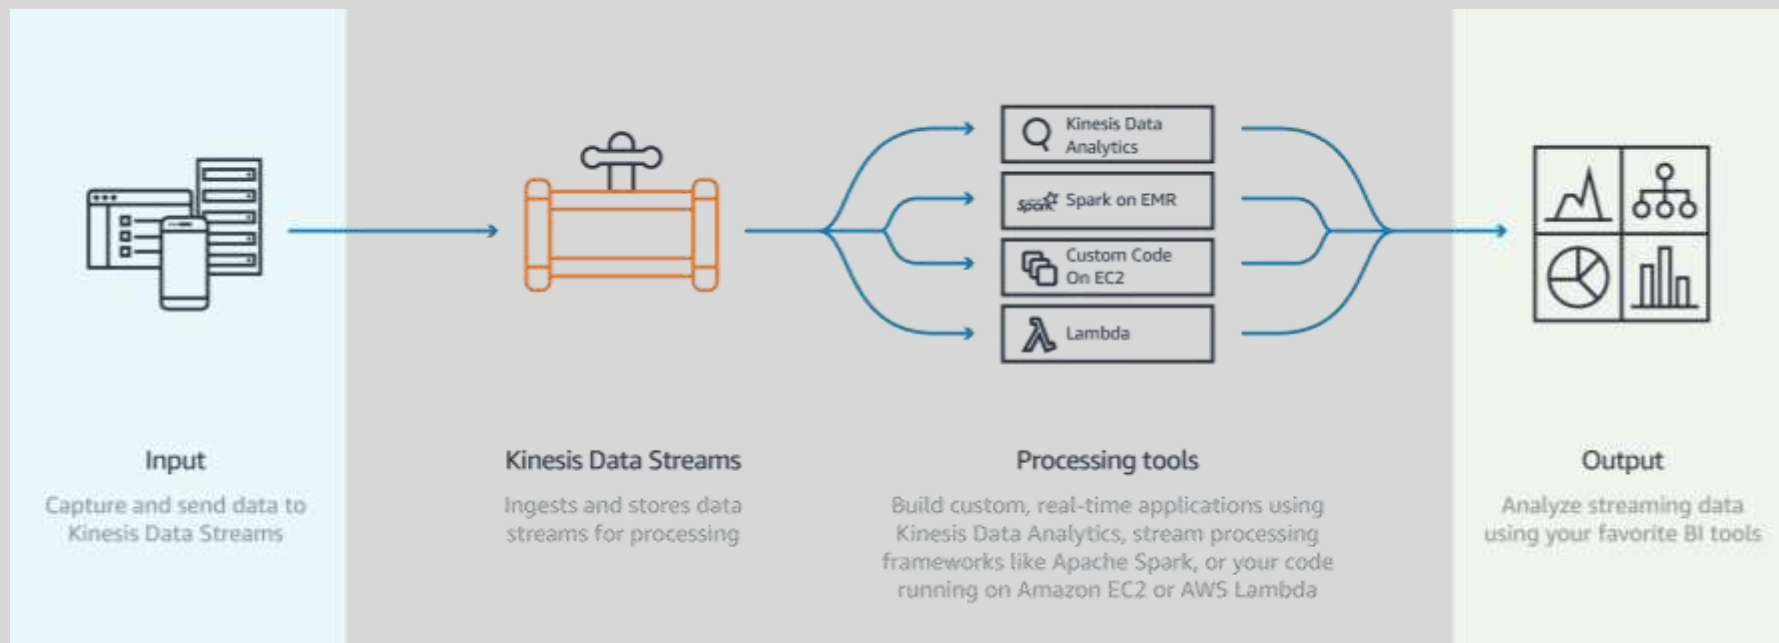 Kinesis Data
Analytics
Spark
Spark on EMR
Custom Code
On EC2
Lambda
Input
Capture and send data to
Kinesis Data Streams
Kinesis Data Streams
Ingests and stores data
streams for processing
Processing tools
Build custom, real-time applications using
Kinesis Data Analytics, stream processing
frameworks like Apache Spark, or your code
running on Amazon EC2 or AWS Lambda
Output
Analyze streaming data
using your favorite BI tools